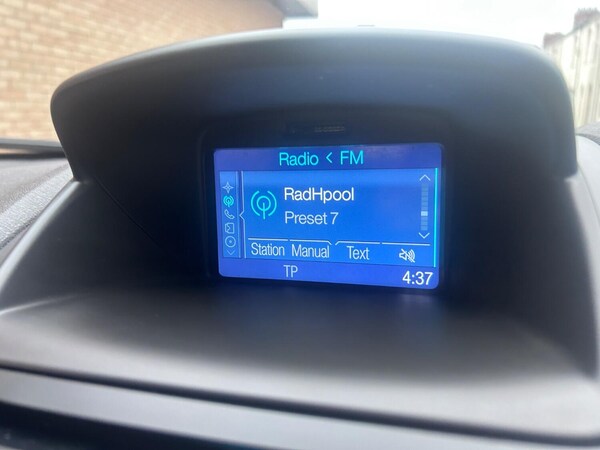 Radio < FM
RadHpool
Preset 7
Station Manual Text
TP 4:37